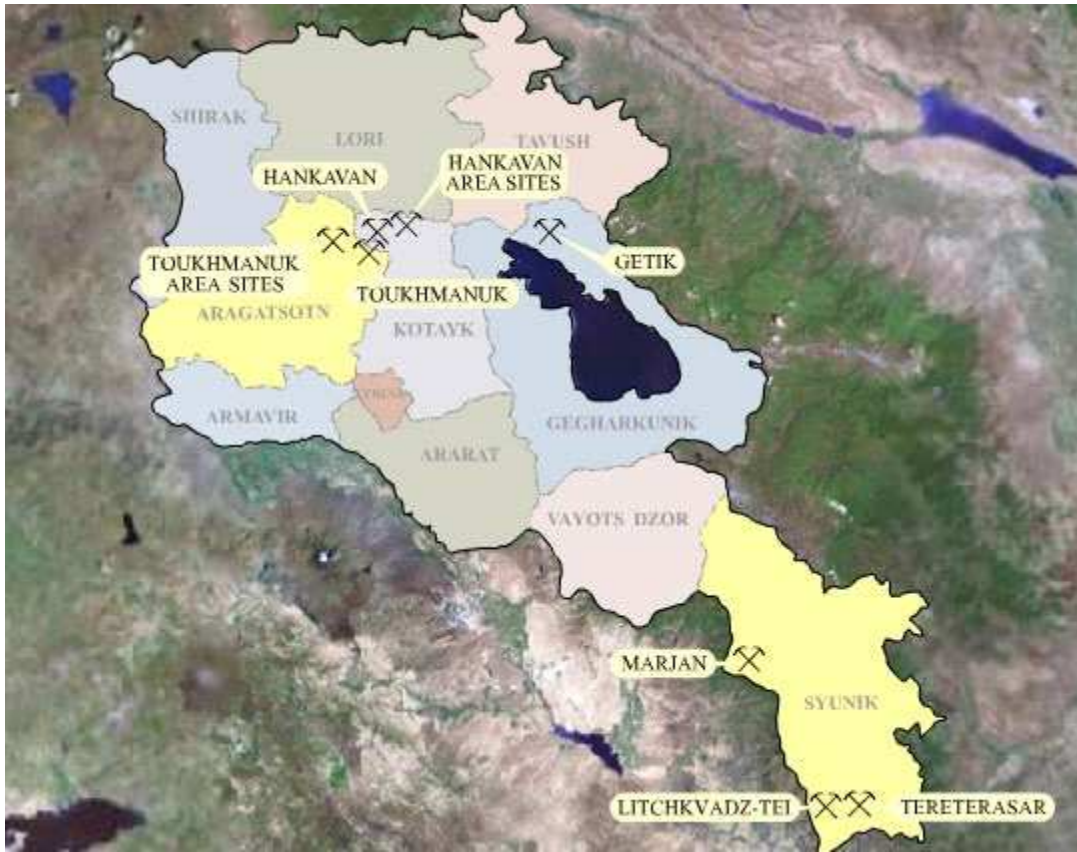 SHIRAK
LORI
TAVUSH
HANKAVAN
HANKAVAN
AREA SITES
TOUKHMANUK
AREA SITES
GETIK
TOUKHMANUK
ARAGATSOTN
KOTAYK
ARMAVIR
GEGHARKUNIK
ARARAT
VAYOTS DZOR
MARJAN
SYUNIK
LITCHKVADZ-TEI
TERETERASAR